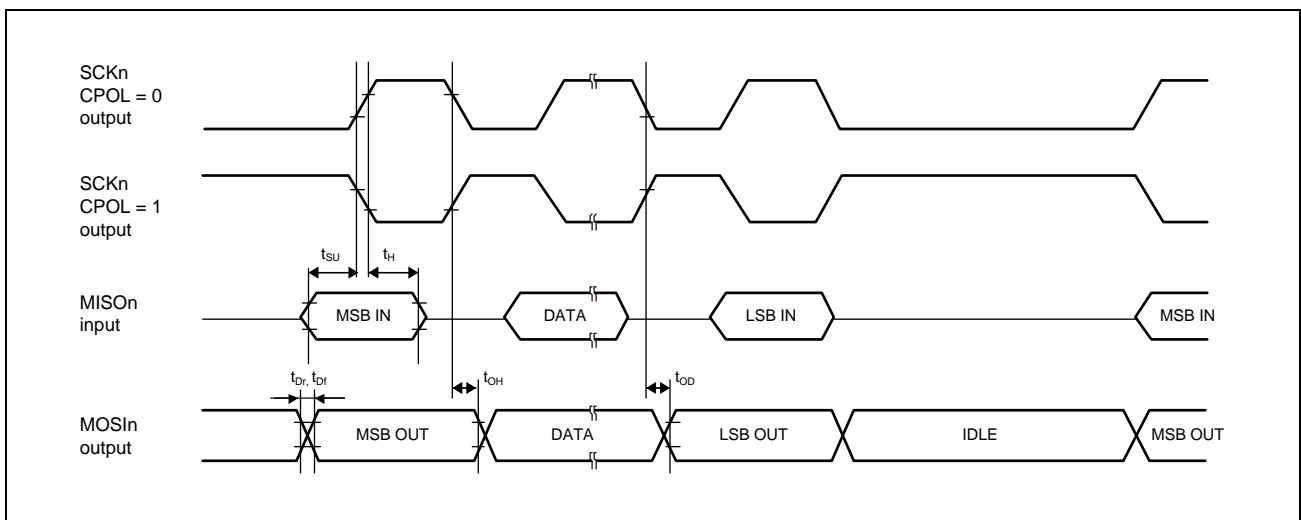 SCKn
CPOL = 0
output
SCKn
CPOL = 1
output
tSU
tH
MISOn
input
MSB IN
DATA
LSB IN
MSB IN
tDr, tDf
tOH
tOD
MOSIn
output
MSB OUT
DATA
LSB OUT
IDLE
MSB OUT